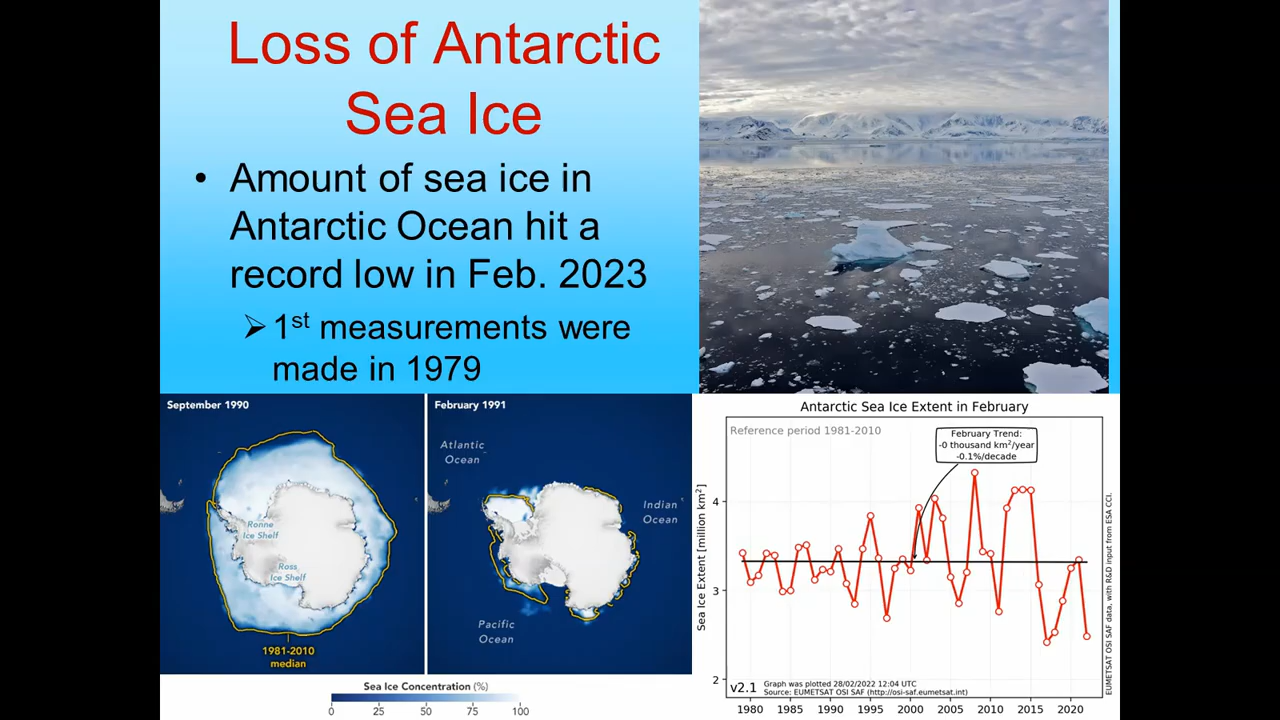 Loss of Antarctic
Sea Ice
• Amount of sea ice in
Antarctic Ocean hit a
record low in Feb. 2023
➢ 1st measurements were
made in 1979
September 1990
Ronne
Ice Shelf
Ross
Ice Shelf
1981-2010
median
February 1991
Atlantic
Ocean
Indian
Ocean
Pacific
Ocean
Sea Ice Concentration (%)
0 25 50 75 100
Antarctic Sea Ice Extent in February
Reference period 1981-2010
February Trend:
-0 thousand km²/year
-0.1%/decade
Sea Ice Extent [million km²]
4
3
2
v2.1
Graph was plotted 28/02/2022 12:04 UTC
Source: EUMETSAT OSI SAF (http://osi-saf.eumetsat.int)
1980 1985 1990 1995 2000 2005 2010 2015 2020
EUMETSAT OSI SAF data, with R&D input from ESA CCI.